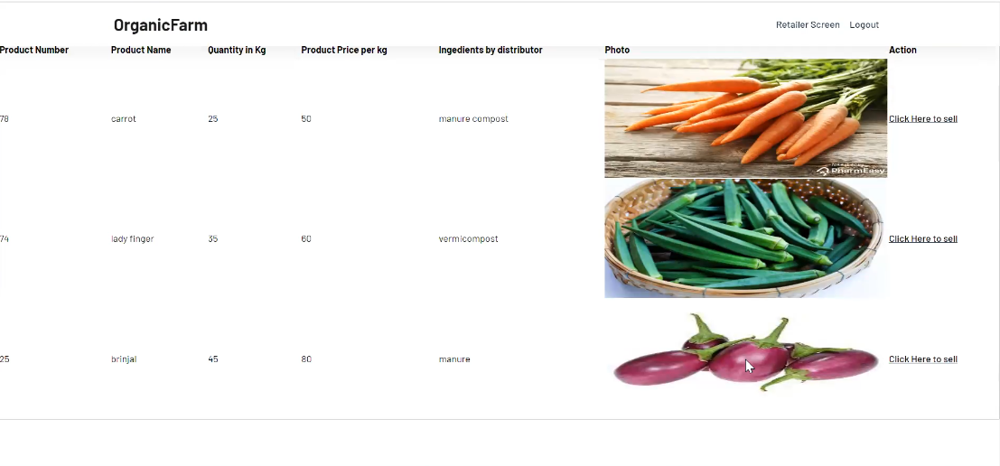 OrganicFarm
Retailer Screen Logout
Product Number Product Name Quantity in Kg Product Price per kg Ingedients by distributor Photo Action
78 carrot 25 50 manure compost Click Here to sell
PharmEasy
74 lady finger 35 60 vermicompost Click Here to sell
25 brinjal 45 80 manure Click Here to sell